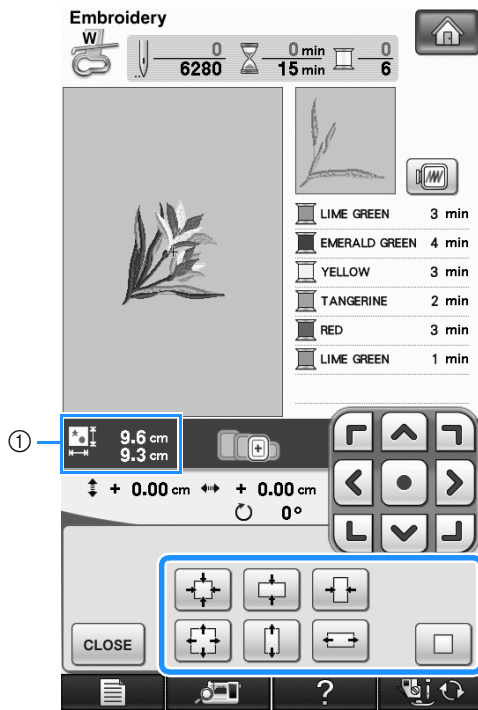 Embroidery
W
0 0 min 0
6280 15 min 6
LIME GREEN 3 min
EMERALD GREEN 4 min
YELLOW 3 min
TANGERINE 2 min
RED 3 min
LIME GREEN 1 min
① 9.6 cm
9.3 cm
+ 0.00 cm + 0.00 cm
0°
CLOSE
?